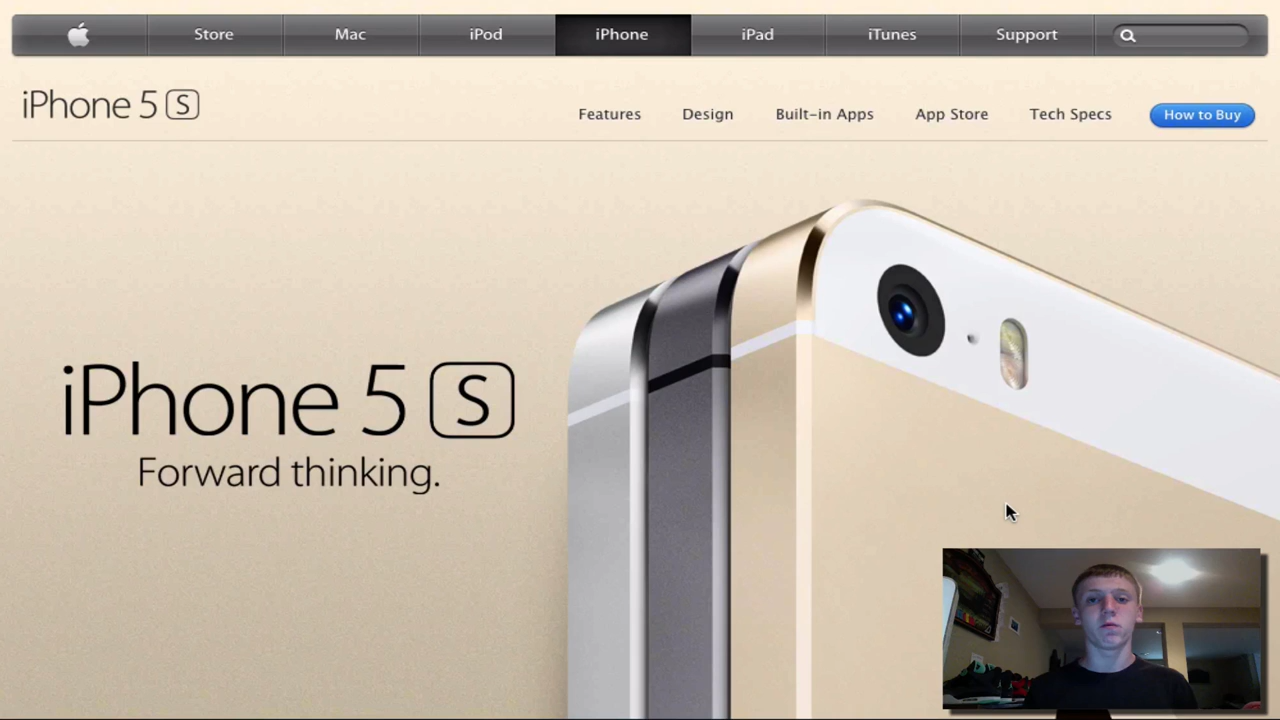 Store Mac iPod iPhone iPad iTunes Support
iPhone 5 S
Features Design Built-in Apps App Store Tech Specs How to Buy
iPhone 5 S
Forward thinking.